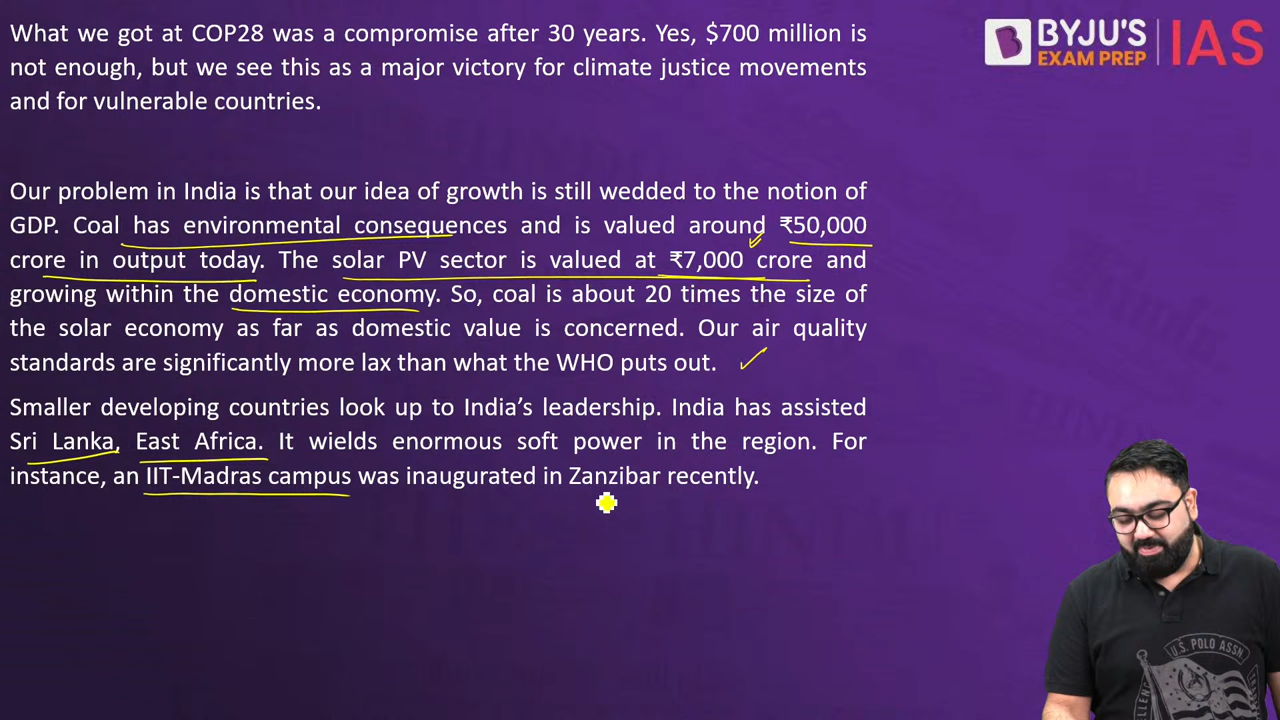 What we got at COP28 was a compromise after 30 years. Yes, $700 million is
not enough, but we see this as a major victory for climate justice movements
and for vulnerable countries.
Our problem in India is that our idea of growth is still wedded to the notion of
GDP. Coal has environmental consequences and is valued around ₹50,000
crore in output today. The solar PV sector is valued at ₹7,000 crore and
growing within the domestic economy. So, coal is about 20 times the size of
the solar economy as far as domestic value is concerned. Our air quality
standards are significantly more lax than what the WHO puts out.
Smaller developing countries look up to India’s leadership. India has assisted
Sri Lanka, East Africa. It wields enormous soft power in the region. For
instance, an IIT-Madras campus was inaugurated in Zanzibar recently.
BYJU'S
EXAM PREP
IAS
U.S. POLO ASSN.